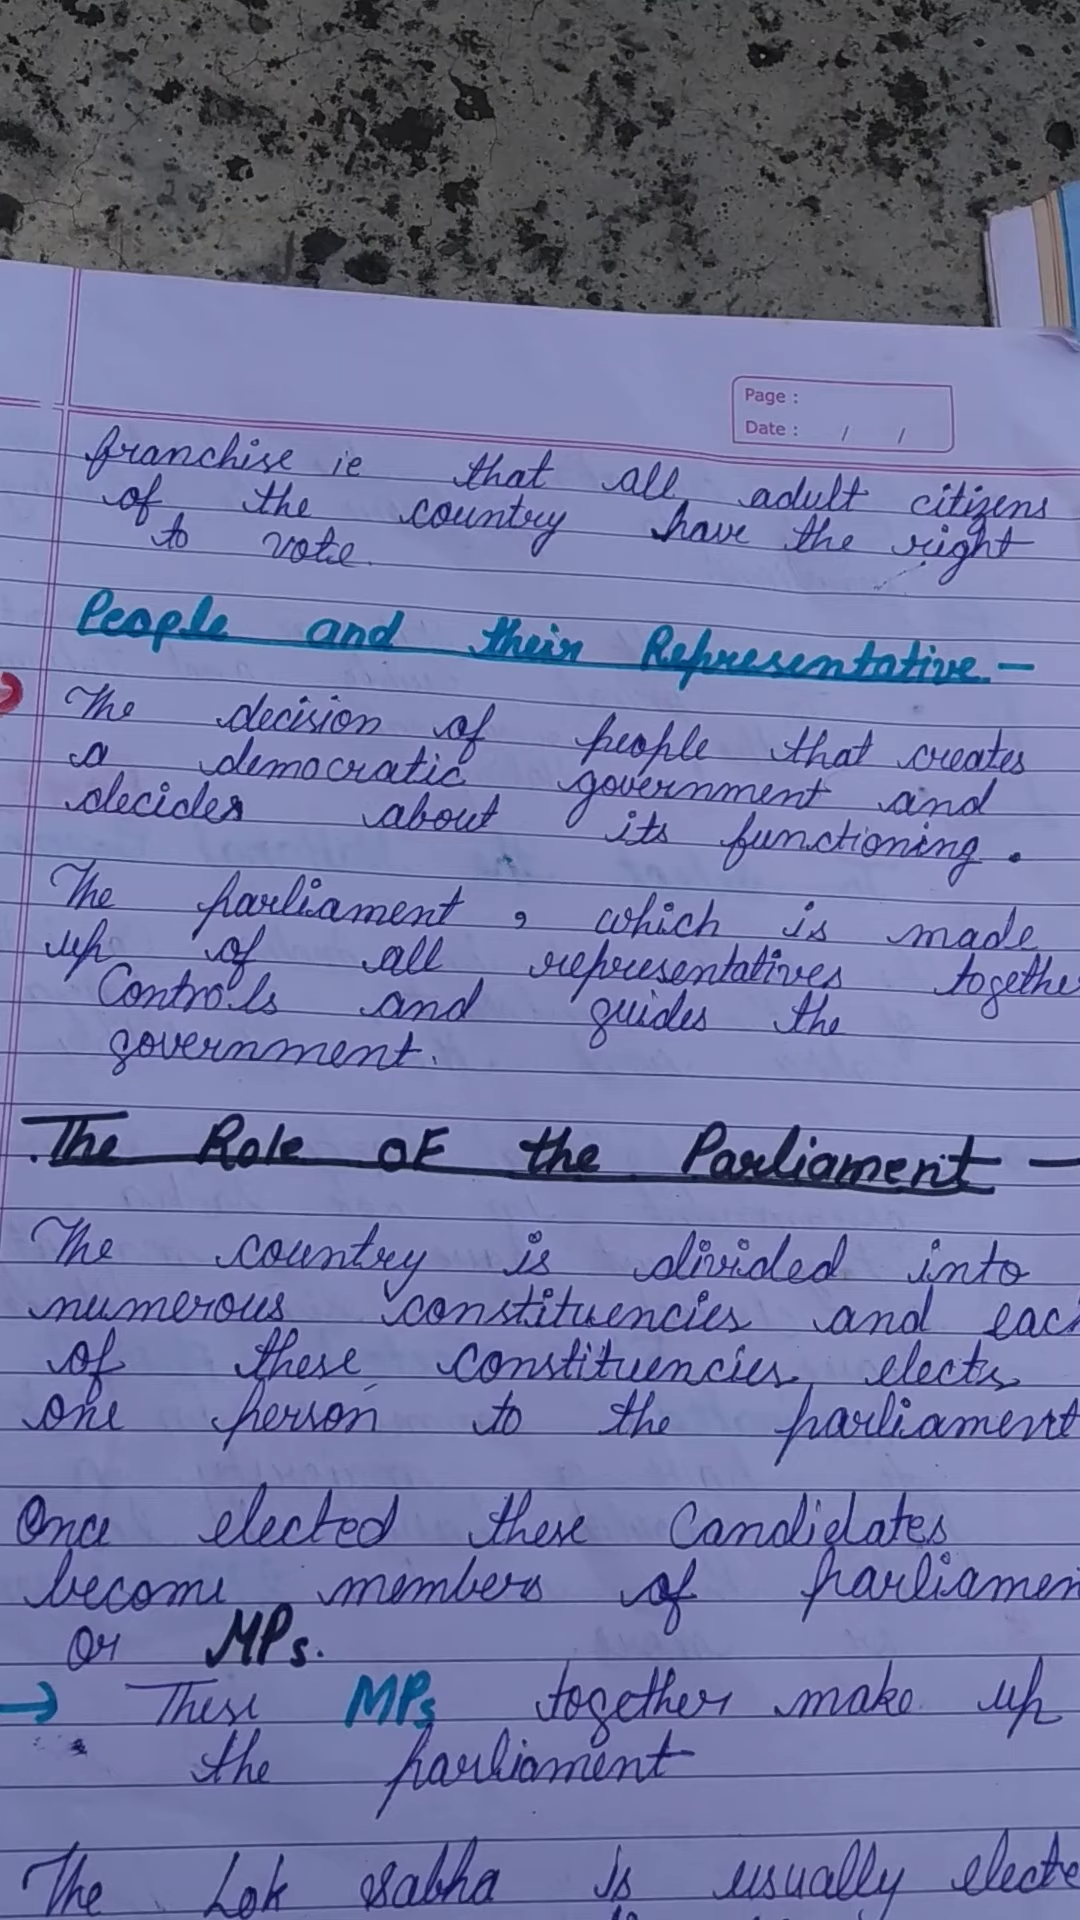 Page :
Date : / /
franchise ie that all adult citizens
of the country have the right
to vote.
People and their Representative. -
The decision of people that creates
a democratic government and
decides about its functioning .
The parliament , which is made
up of all representatives togethe
Controls and guides the
government.
The Role of the Parliament -
The country is divided into
numerous constituencies and each
of these constituencies, elects
one person to the parliament
Once elected these Candidates
become members of parliamen
or MPs.
→ These MPs together make up
the parliament
The Lok sabha is usually electe